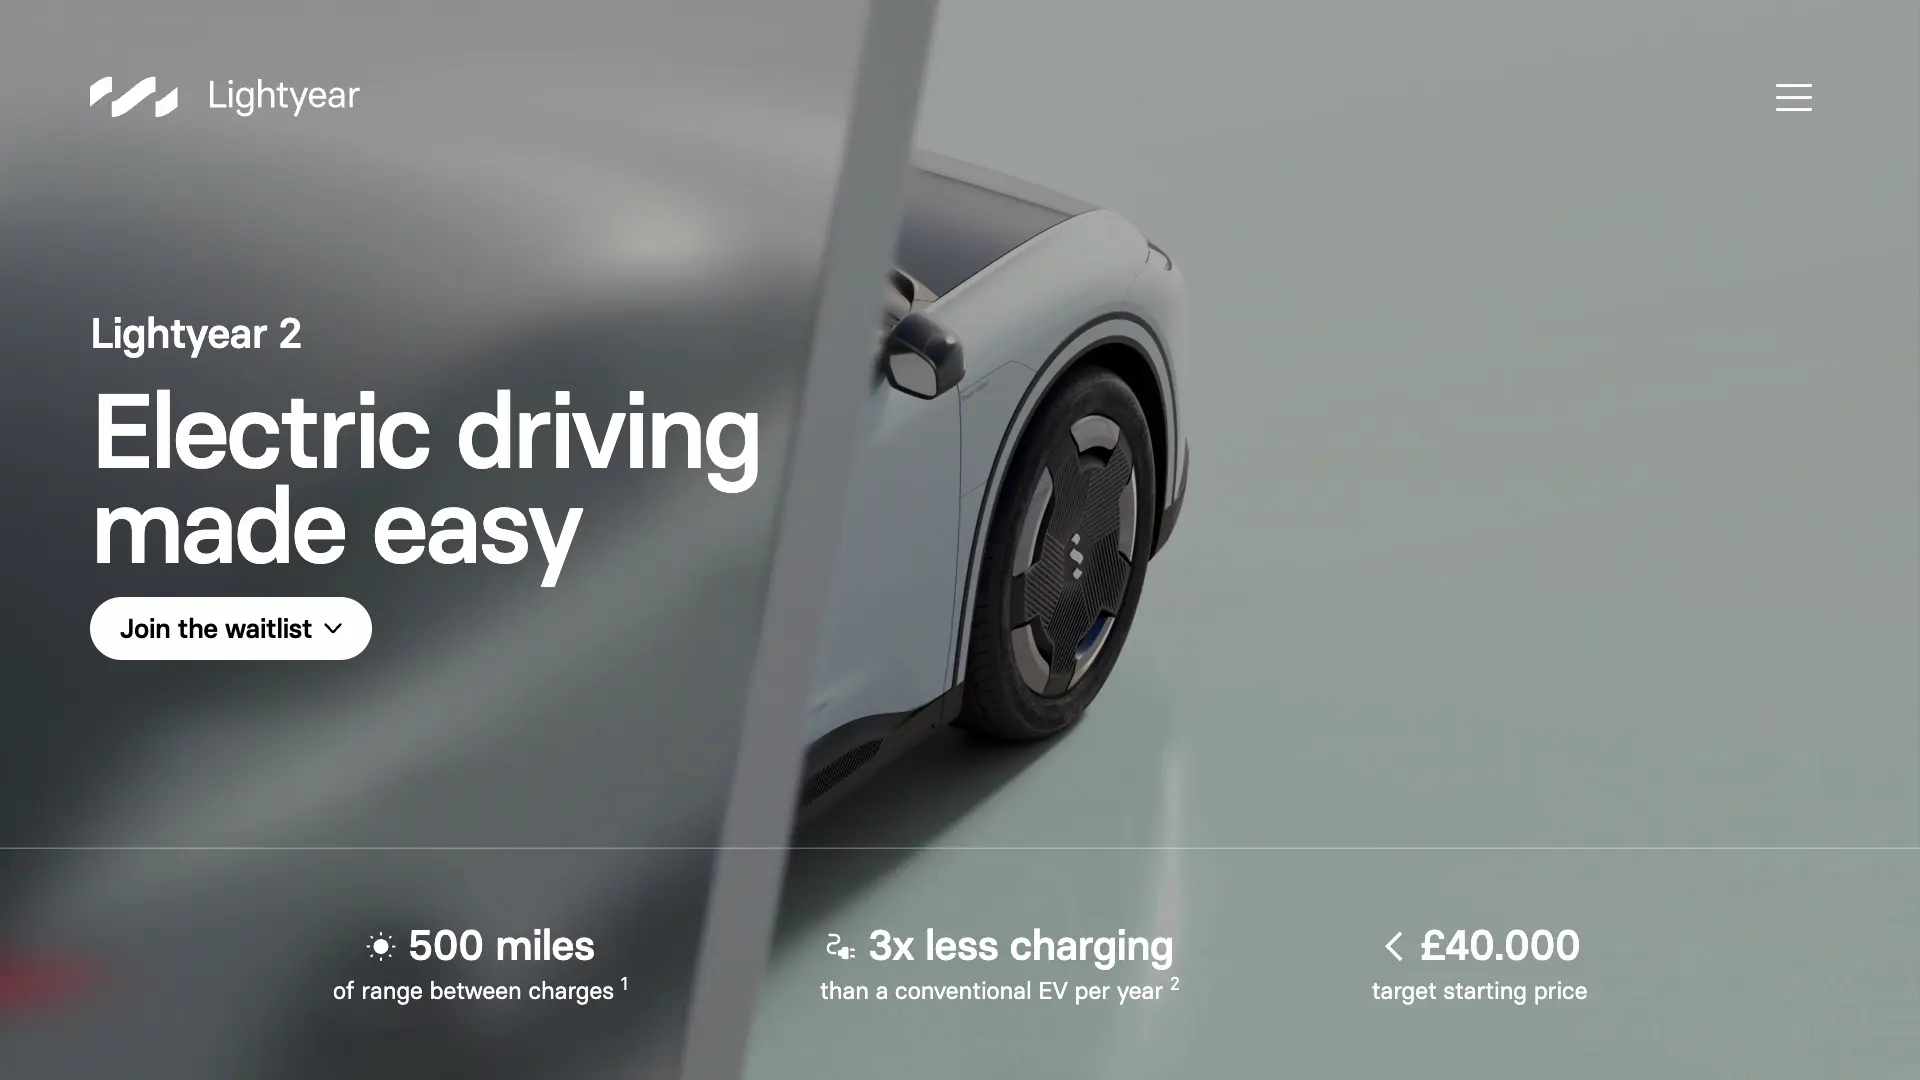 Lightyear
Lightyear 2
Electric driving
made easy
Join the waitlist
500 miles
of range between charges 1
3x less charging
than a conventional EV per year 2
< £40.000
target starting price